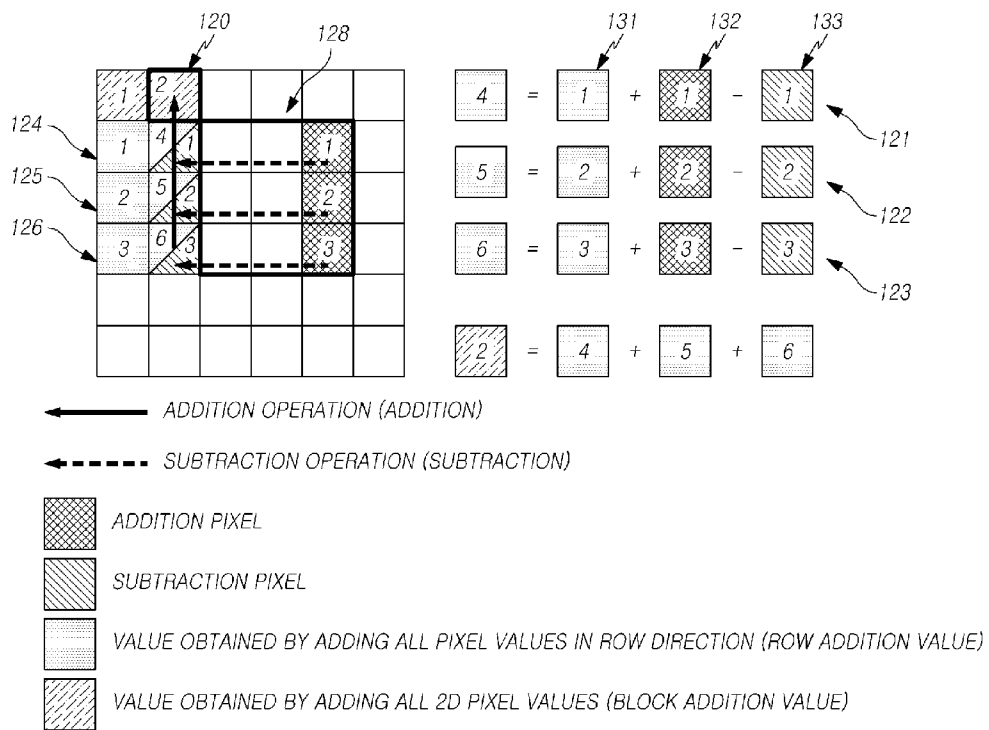 120
128
131
132
133
1 2
4 = 1 + 1 - 1
124
1 4 1 1
121
125
2 5 2 2
5 = 2 + 2 - 2
122
126
3 6 3 3
6 = 3 + 3 - 3
123
2 = 4 + 5 + 6
ADDITION OPERATION (ADDITION)
SUBTRACTION OPERATION (SUBTRACTION)
ADDITION PIXEL
SUBTRACTION PIXEL
VALUE OBTAINED BY ADDING ALL PIXEL VALUES IN ROW DIRECTION (ROW ADDITION VALUE)
VALUE OBTAINED BY ADDING ALL 2D PIXEL VALUES (BLOCK ADDITION VALUE)